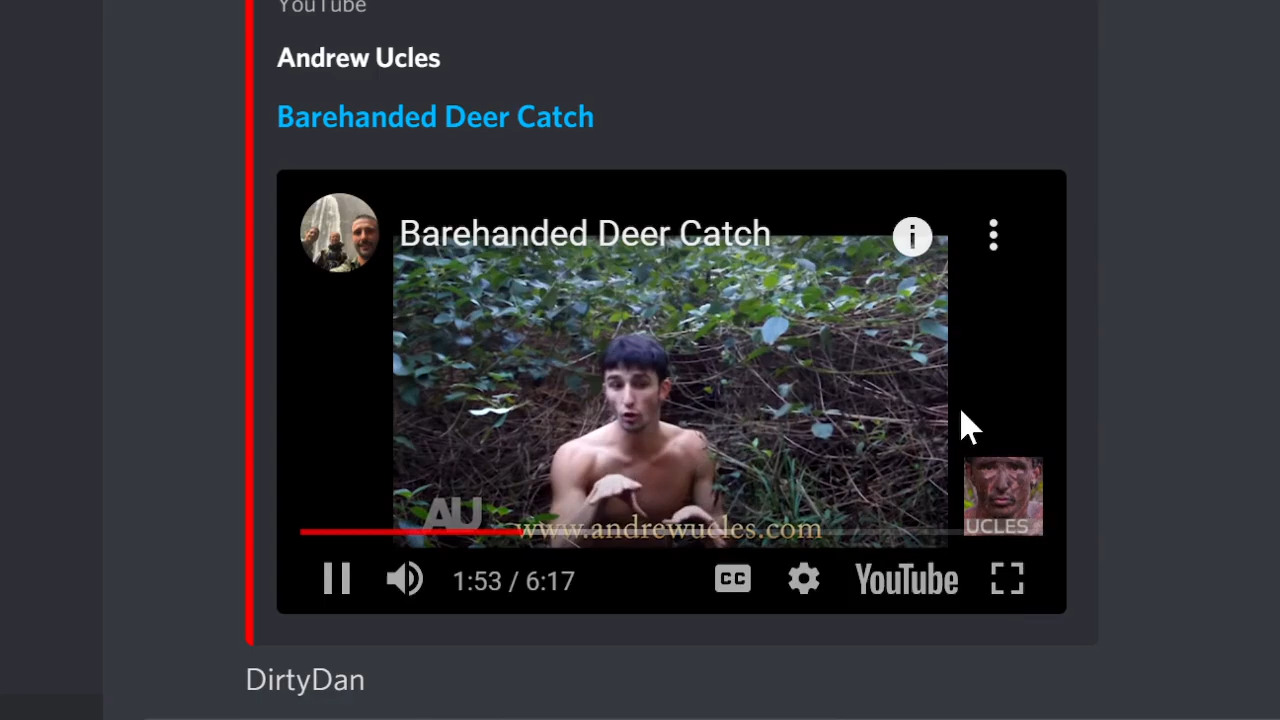 YouTube
Andrew Ucles
Barehanded Deer Catch
Barehanded Deer Catch
i
AU
www.andrewucles.com
UCLES
1:53 / 6:17
CC
YouTube
DirtyDan